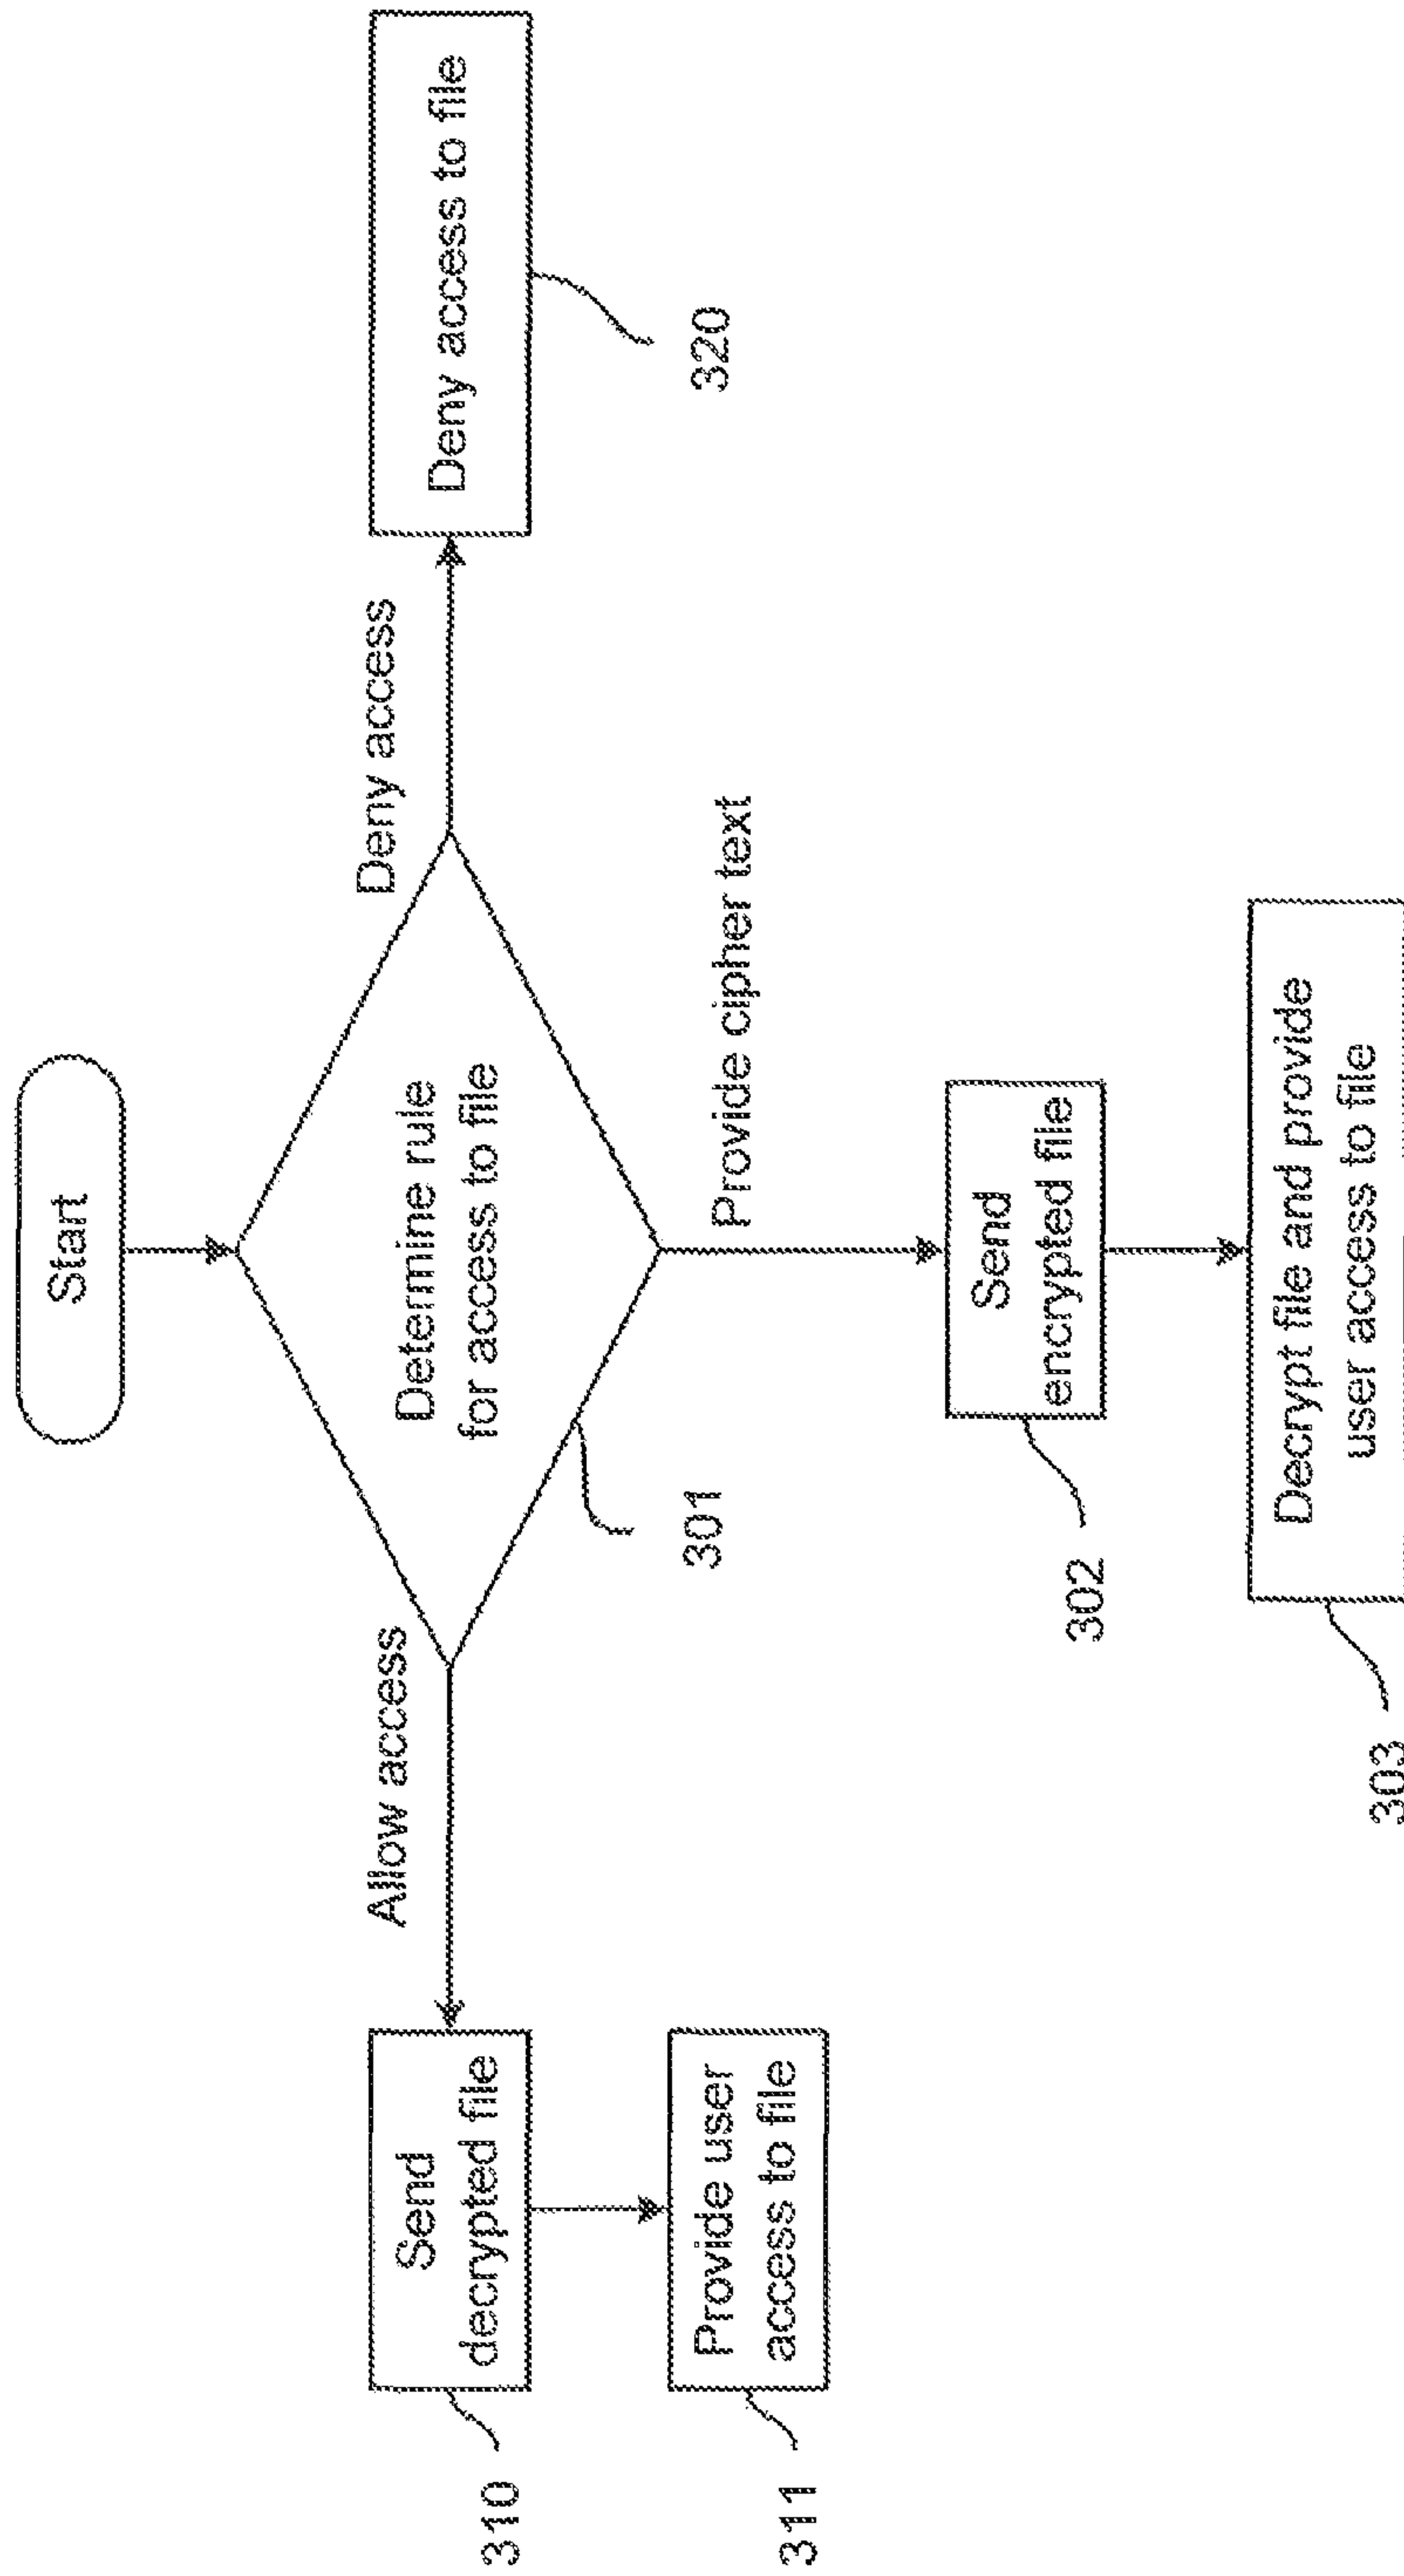 Start
Determine rule
for access to file
301
Allow access
Deny access
Provide cipher text
Send
decrypted file
310
Provide user
access to file
311
Deny access to file
320
Send
encrypted file
302
Decrypt file and provide
user access to file
303